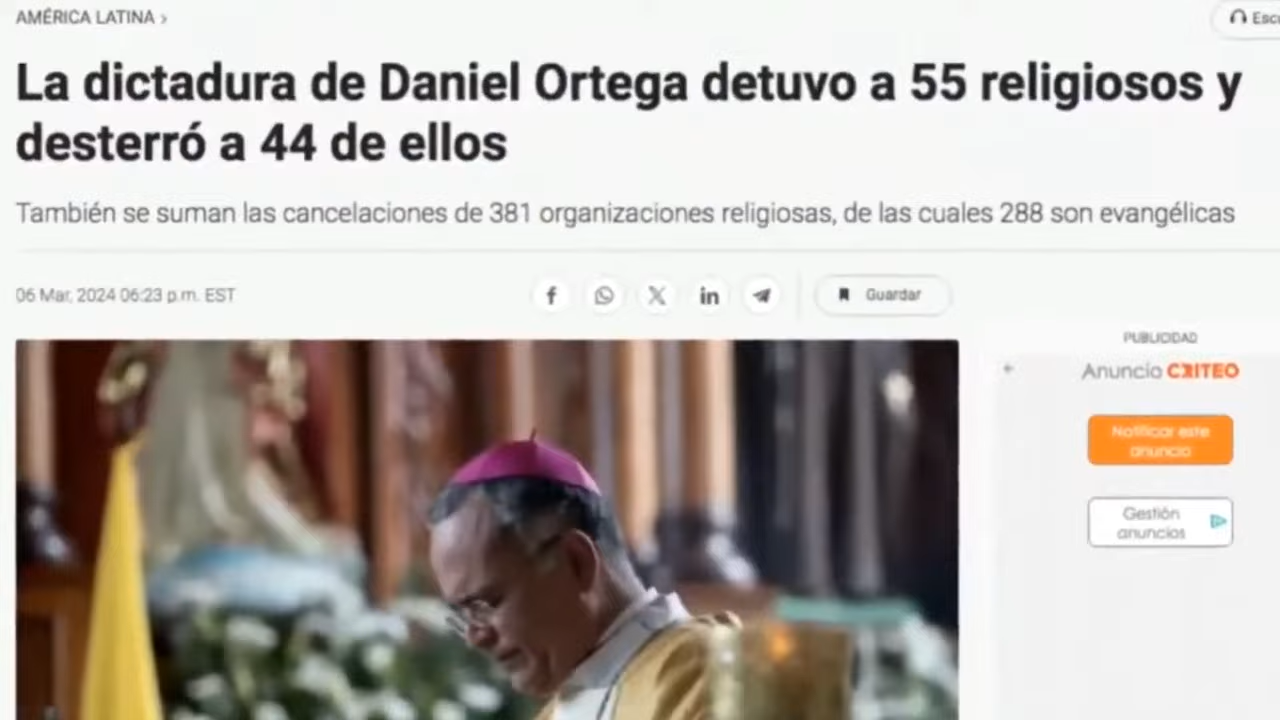 AMÉRICA LATINA ›
La dictadura de Daniel Ortega detuvo a 55 religiosos y
desterró a 44 de ellos
También se suman las cancelaciones de 381 organizaciones religiosas, de las cuales 288 son evangélicas
06 Mar, 2024 06:23 p.m. EST
Guardar
PUBLICIDAD
Anuncio CRITEO
Notificar este
anuncio
Gestión
anuncios